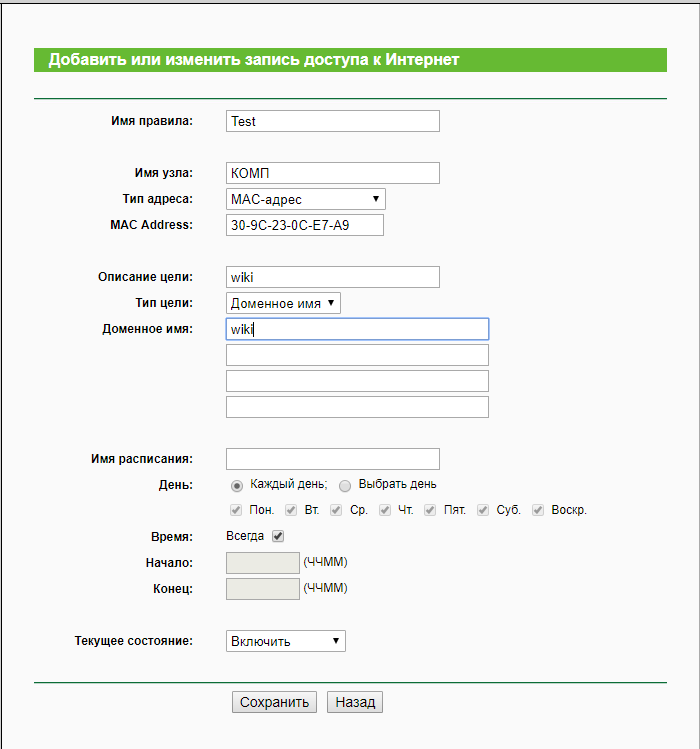 Добавить или изменить запись доступа к Интернет
Имя правила: Test
Имя узла: КОМП
Тип адреса: МАС-адрес
MAC Address: 30-9C-23-0C-E7-A9
Описание цели: wiki
Тип цели: Доменное имя
Доменное имя: wiki
Имя расписания:
День: Каждый день; Выбрать день
Пон. Вт. Ср. Чт. Пят. Суб. Воскр.
Время: Всегда
Начало: (ЧЧММ)
Конец: (ЧЧММ)
Текущее состояние: Включить
Сохранить Назад